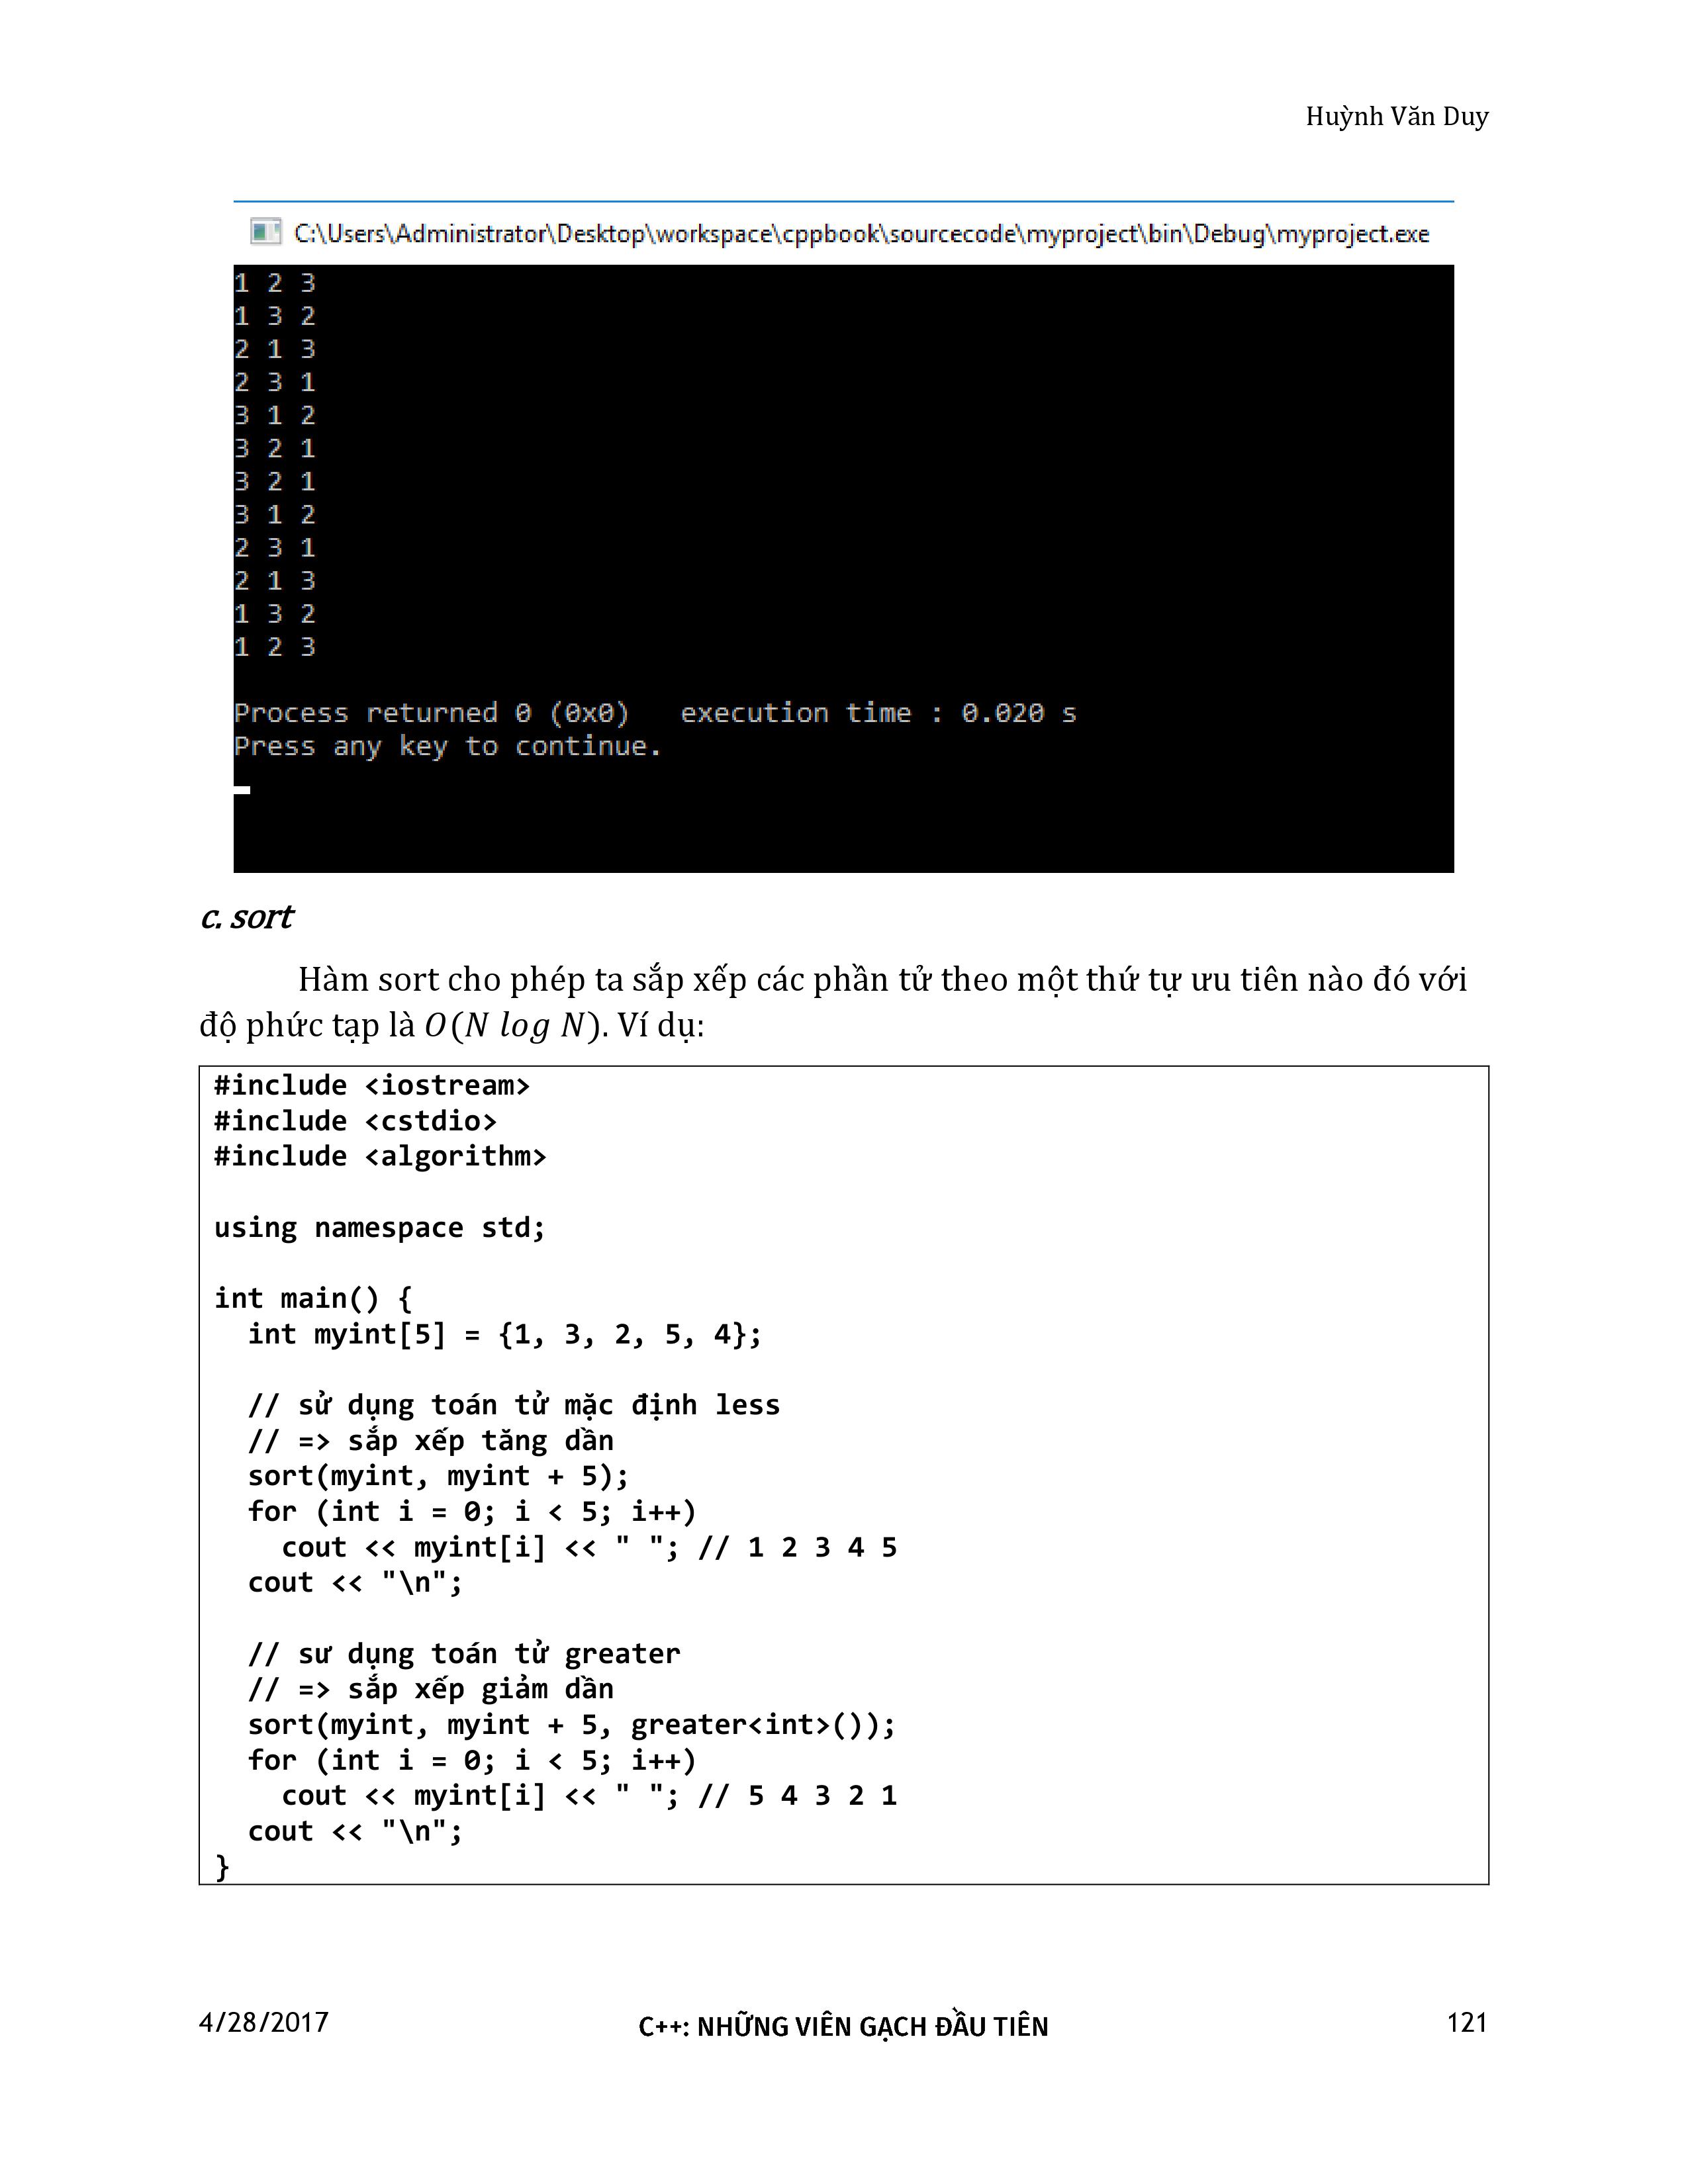 Huỳnh Văn Duy
C:\Users\Administrator\Desktop\workspace\cppbook\sourcecode\myproject\bin\Debug\myproject.exe
1 2 3
1 3 2
2 1 3
2 3 1
3 1 2
3 2 1
3 2 1
3 1 2
2 3 1
2 1 3
1 3 2
1 2 3
Process returned 0 (0x0)   execution time : 0.020 s
Press any key to continue.
c. sort
Hàm sort cho phép ta sắp xếp các phần tử theo một thứ tự ưu tiên nào đó với
độ phức tạp là O(N log N). Ví dụ:
#include <iostream>
#include <cstdio>
#include <algorithm>
using namespace std;
int main() {
  int myint[5] = {1, 3, 2, 5, 4};
  // sử dụng toán tử mặc định less
  // => sắp xếp tăng dần
  sort(myint, myint + 5);
  for (int i = 0; i < 5; i++)
    cout << myint[i] << " "; // 1 2 3 4 5
  cout << "\n";
  // sư dụng toán tử greater
  // => sắp xếp giảm dần
  sort(myint, myint + 5, greater<int>());
  for (int i = 0; i < 5; i++)
    cout << myint[i] << " "; // 5 4 3 2 1
  cout << "\n";
}
4/28/2017 C++: NHỮNG VIÊN GẠCH ĐẦU TIÊN 121